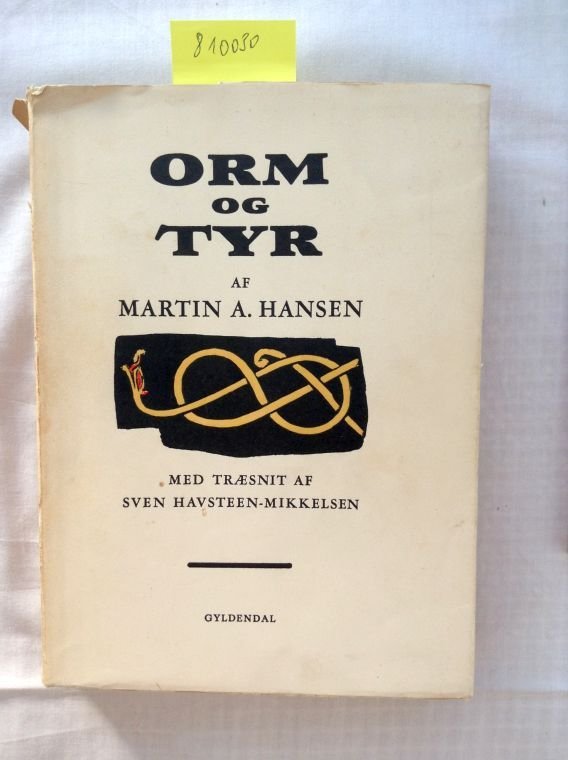 810030
ORM
OG
TYR
AF
MARTIN A. HANSEN
MED TRÆSNIT AF
SVEN HAVSTEEN-MIKKELSEN
GYLDENDAL